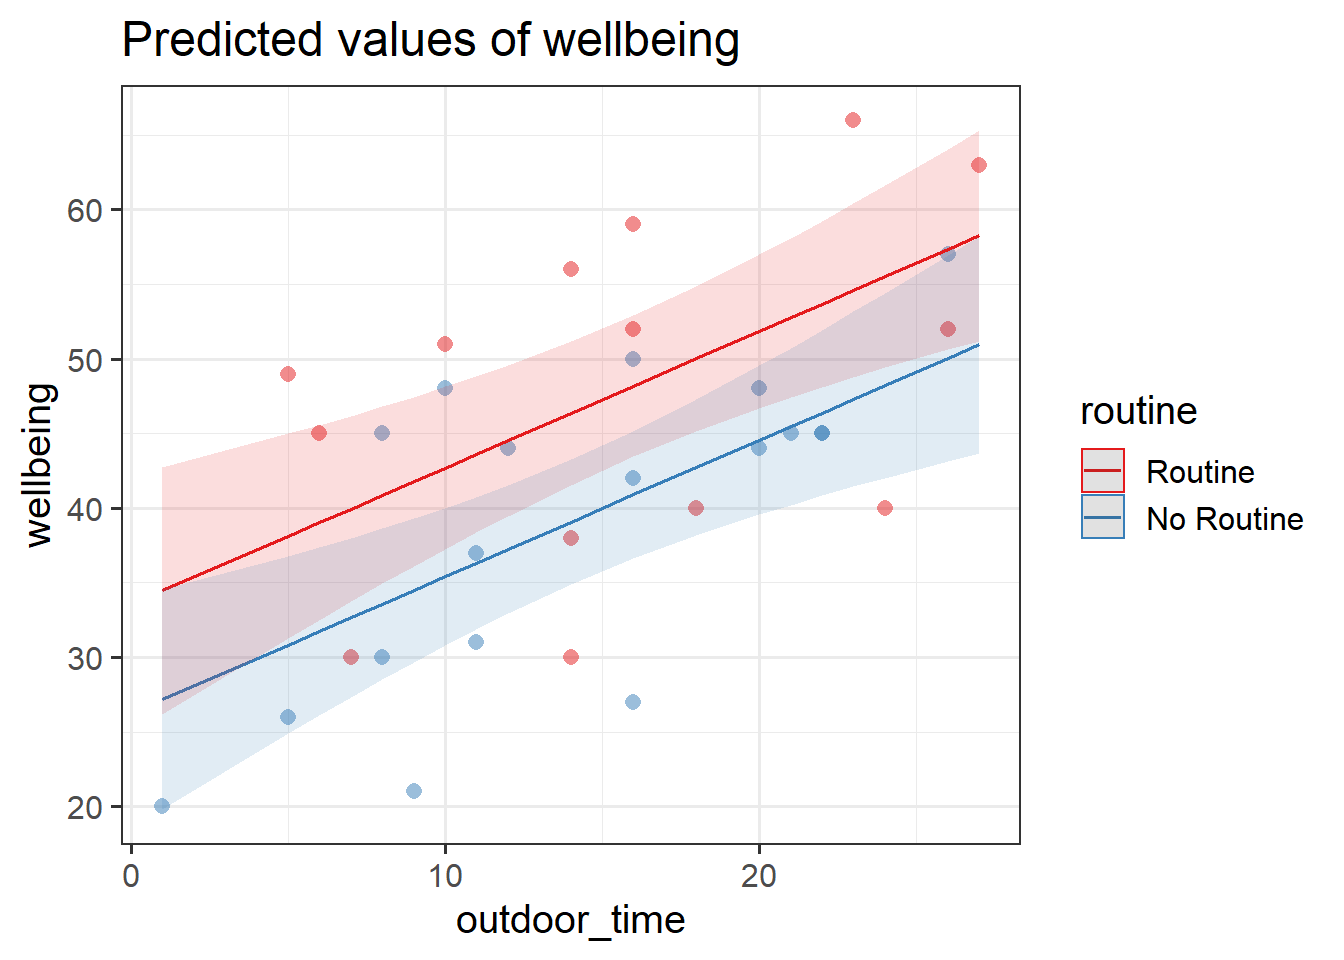 Predicted values of wellbeing
wellbeing
60
50
40
30
20
0
10
20
outdoor_time
routine
Routine
No Routine